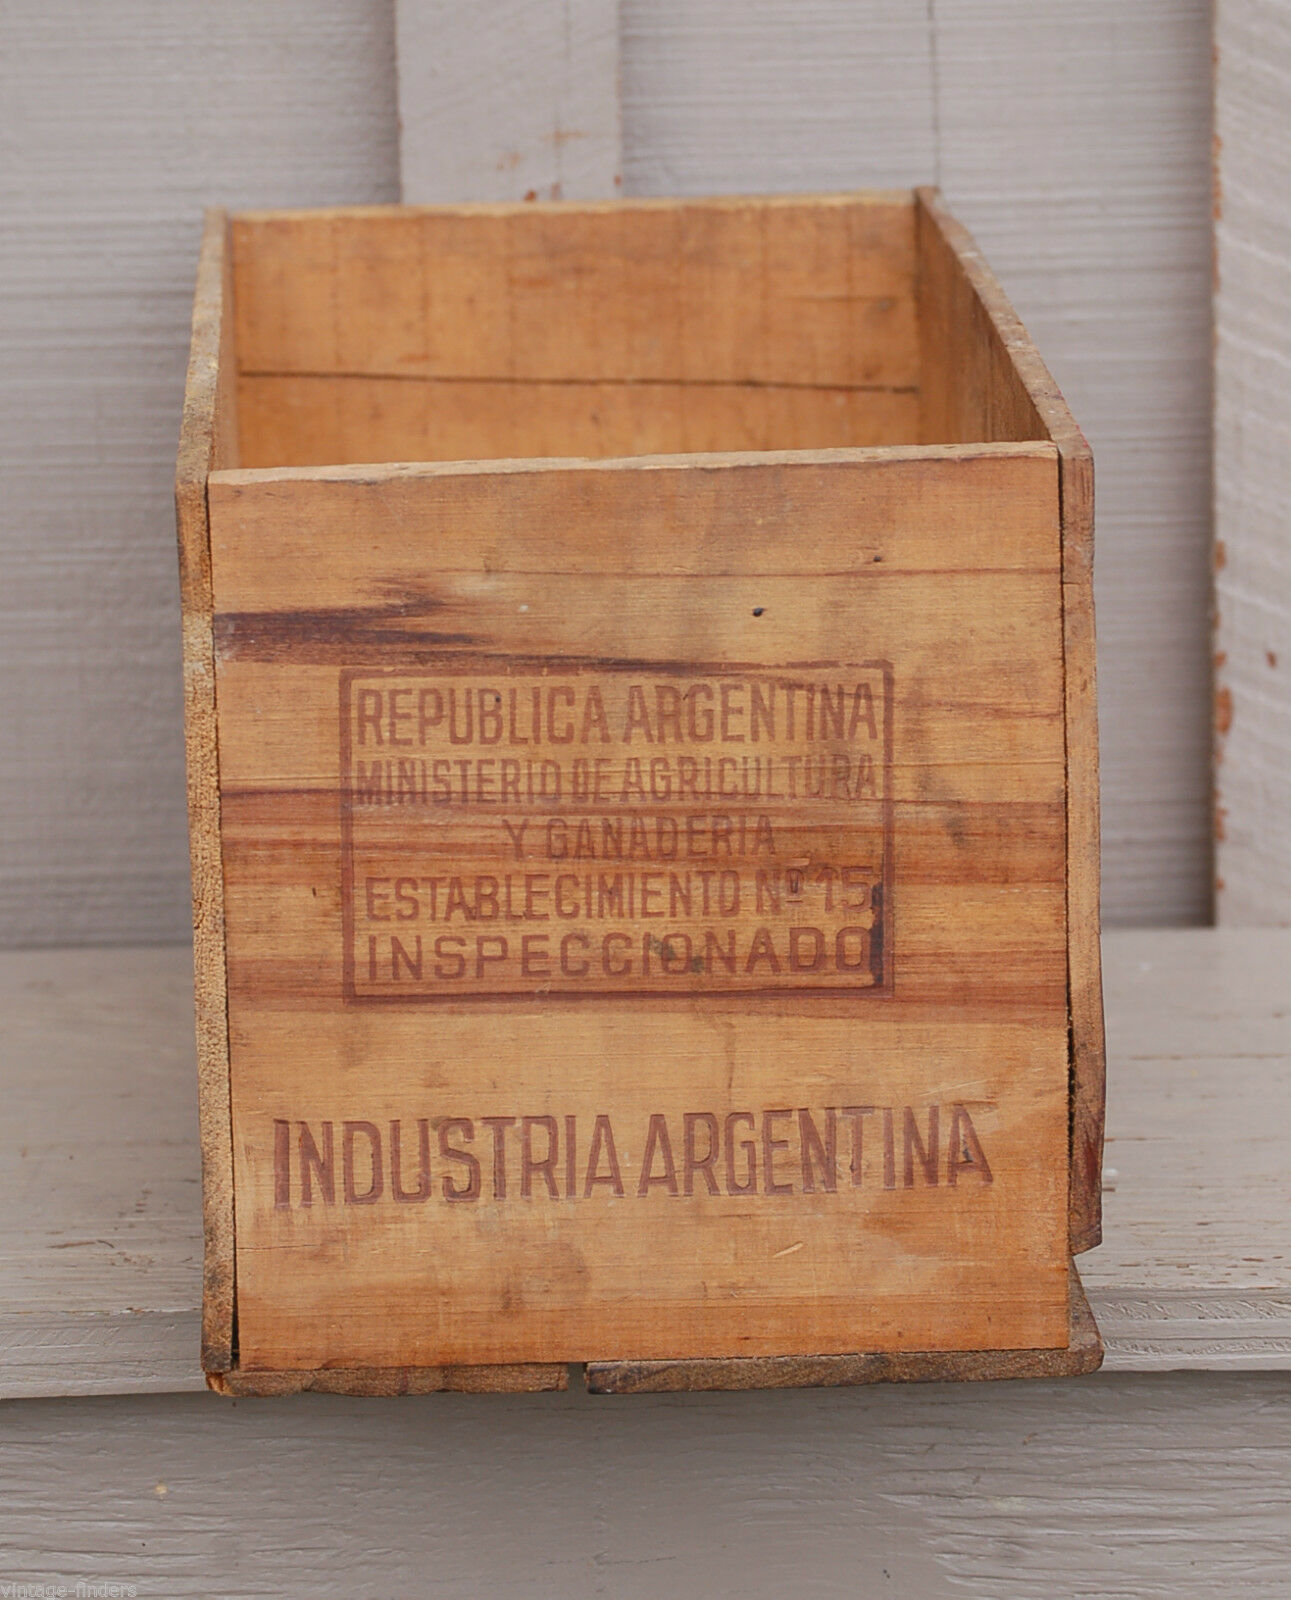 REPUBLICA ARGENTINA
MINISTERIO DE AGRICULTURA
Y GANADERIA
ESTABLECIMIENTO Nº 15
INSPECCIONADO
INDUSTRIA ARGENTINA
vintage-finders